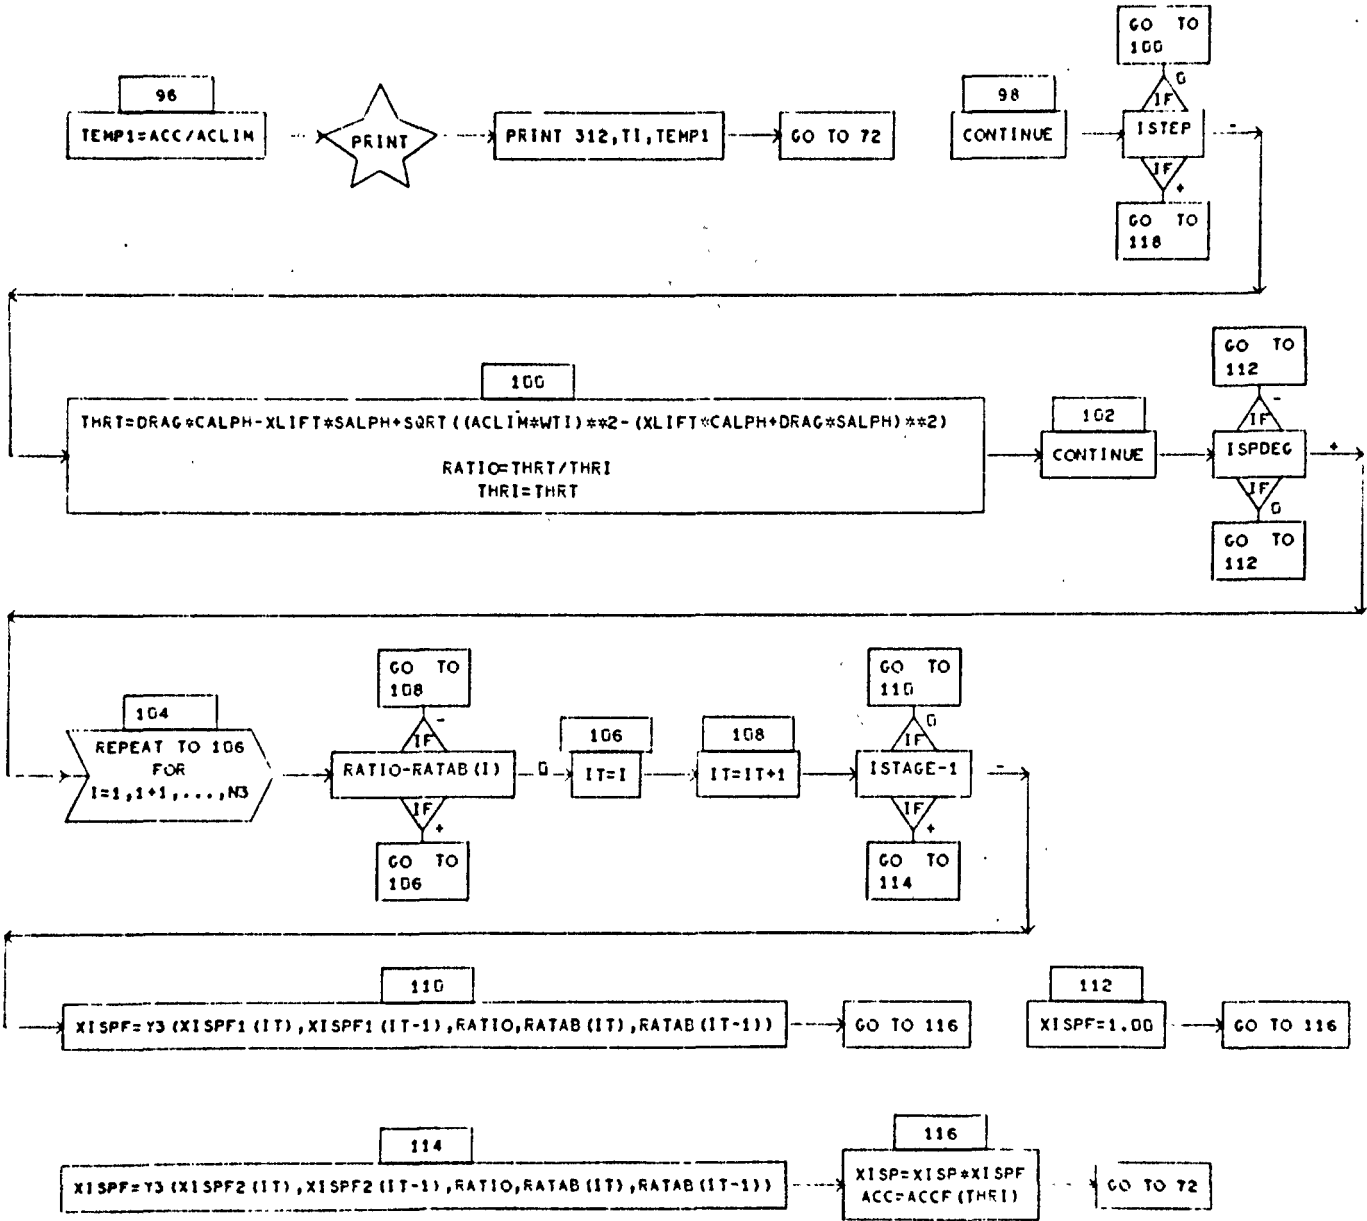 GO TO
100
0
96
98
IF
TEMP1=ACC/ACLIM
PRINT
PRINT 312,TI,TEMP1
GO TO 72
CONTINUE
ISTEP
-
IF
+
GO TO
118
GO TO
112
-
100
102
IF
THRT=DRAG*CALPH-XLIFT*SALPH+SQRT((ACLIM*WTI)**2-(XLIFT*CALPH+DRAG*SALPH)**2)
RATIO=THRT/THRI
THRI=THRT
CONTINUE
ISPDEG
+
IF
0
GO TO
112
GO TO
108
GO TO
110
-
0
104
IF
106
108
IF
REPEAT TO 106
FOR
I=1,1+1,...,N3
RATIO-RATAB(I)
0
IT=I
IT=IT+1
ISTAGE-1
-
IF
+
IF
+
GO TO
106
GO TO
114
110
112
XISPF=Y3(XISPF1(IT),XISPF1(IT-1),RATIO,RATAB(IT),RATAB(IT-1))
GO TO 116
XISPF=1.00
GO TO 116
114
116
XISPF=Y3(XISPF2(IT),XISPF2(IT-1),RATIO,RATAB(IT),RATAB(IT-1))
XISP=XISP*XISPF
ACC=ACCF(THRI)
GO TO 72